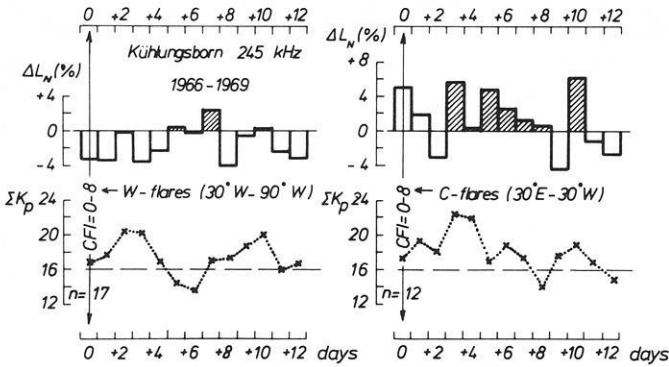 0 +2 +4 +6 +8 +10 +12
Kühlungsborn 245 kHz
1966-1969
ΔL_N(%)
+4
0
-4
CFI=0-8
← W-flares (30°W-90°W)
ΣKp
24
20
16
12
n=17
0 +2 +4 +6 +8 +10 +12 days
0 +2 +4 +6 +8 +10 +12
ΔL_N(%)
+8
+4
0
-4
CFI=0-8
← C-flares (30°E-30°W)
ΣKp
24
20
16
12
n=12
0 +2 +4 +6 +8 +10 +12 days